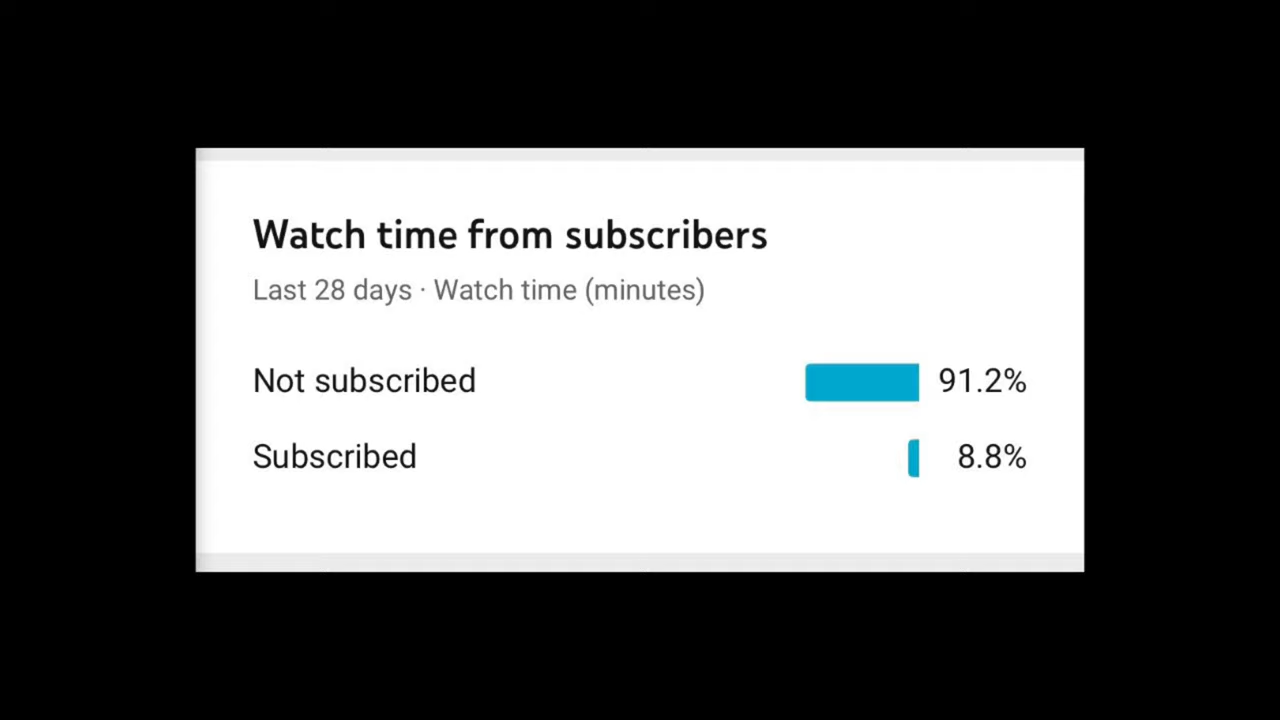 Watch time from subscribers
Last 28 days · Watch time (minutes)
Not subscribed 91.2%
Subscribed 8.8%